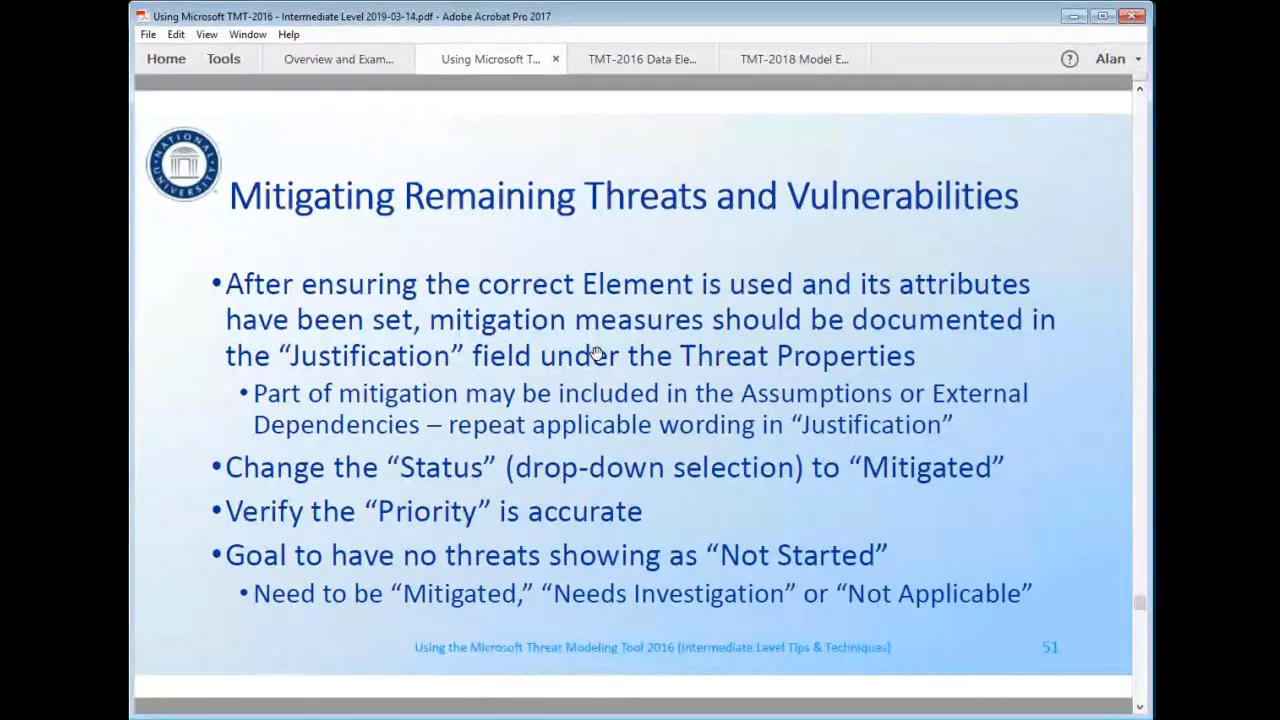 Using Microsoft TMT-2016 - Intermediate Level 2019-03-14.pdf - Adobe Acrobat Pro 2017
File Edit View Window Help
Home Tools Overview and Exam... Using Microsoft T... × TMT-2016 Data Ele... TMT-2018 Model E... ? Alan
NATIONAL UNIVERSITY
Mitigating Remaining Threats and Vulnerabilities
•After ensuring the correct Element is used and its attributes
have been set, mitigation measures should be documented in
the “Justification” field under the Threat Properties
•Part of mitigation may be included in the Assumptions or External
Dependencies – repeat applicable wording in “Justification”
•Change the “Status” (drop-down selection) to “Mitigated”
•Verify the “Priority” is accurate
•Goal to have no threats showing as “Not Started”
•Need to be “Mitigated,” “Needs Investigation” or “Not Applicable”
Using the Microsoft Threat Modeling Tool 2016 (Intermediate Level Tips & Techniques) 51